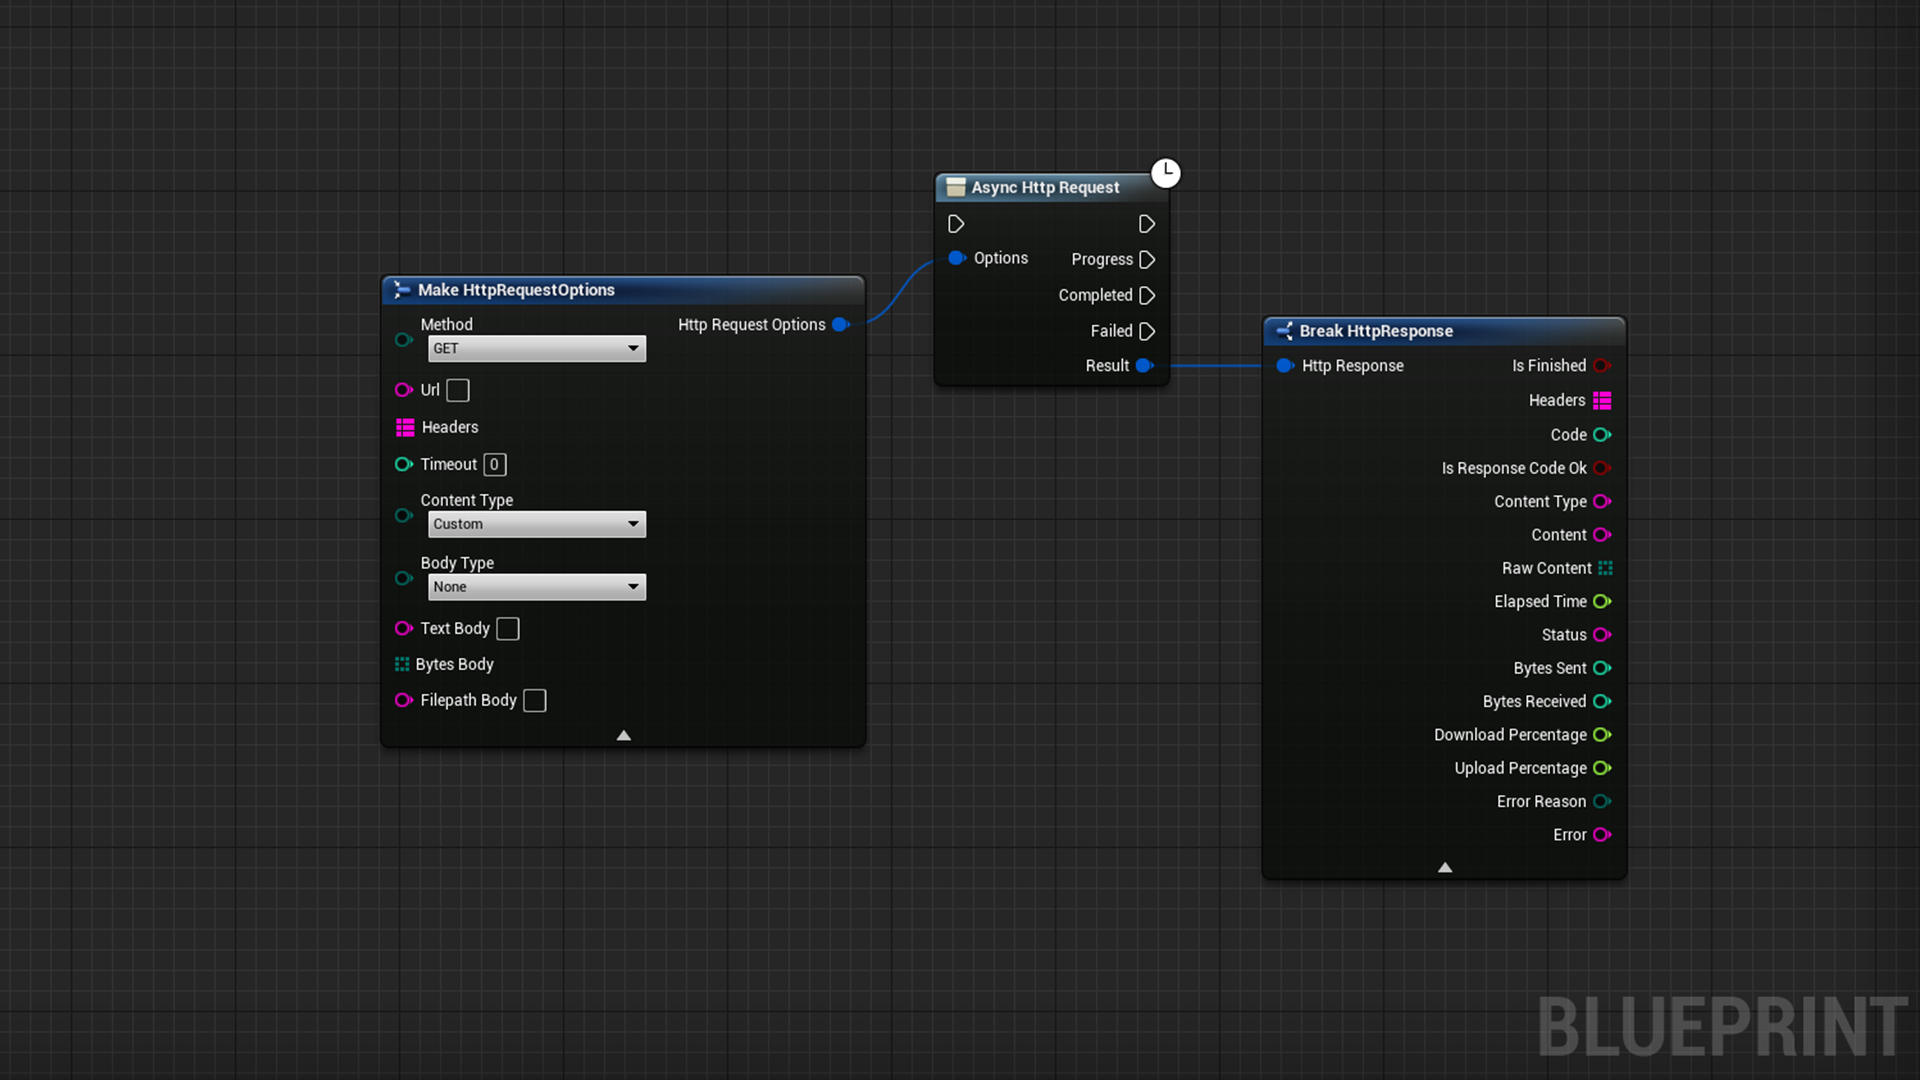 Async Http Request
Options
Progress
Completed
Failed
Result
Make HttpRequestOptions
Method
GET
Http Request Options
Url
Headers
Timeout 0
Content Type
Custom
Body Type
None
Text Body
Bytes Body
Filepath Body
Break HttpResponse
Http Response
Is Finished
Headers
Code
Is Response Code Ok
Content Type
Content
Raw Content
Elapsed Time
Status
Bytes Sent
Bytes Received
Download Percentage
Upload Percentage
Error Reason
Error
BLUEPRINT